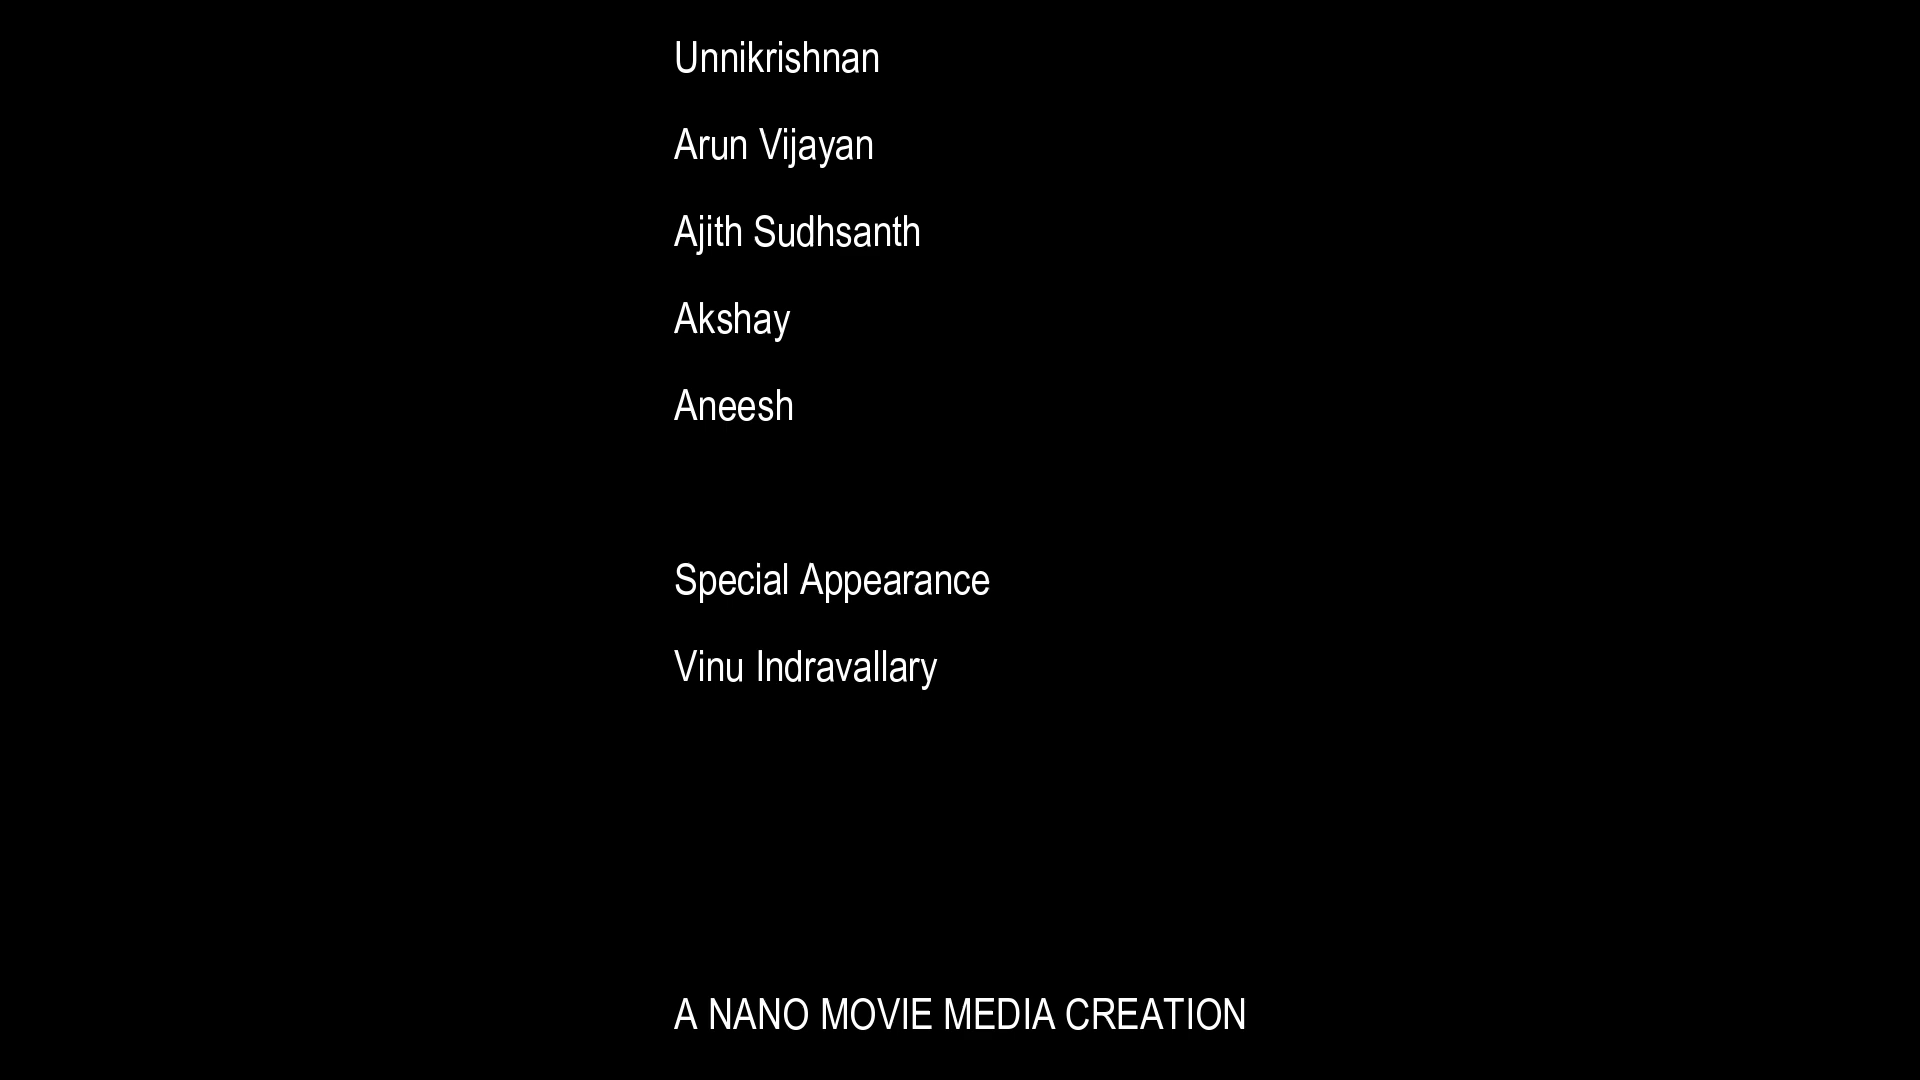 Unnikrishnan
Arun Vijayan
Ajith Sudhsanth
Akshay
Aneesh
Special Appearance
Vinu Indravallary
A NANO MOVIE MEDIA CREATION